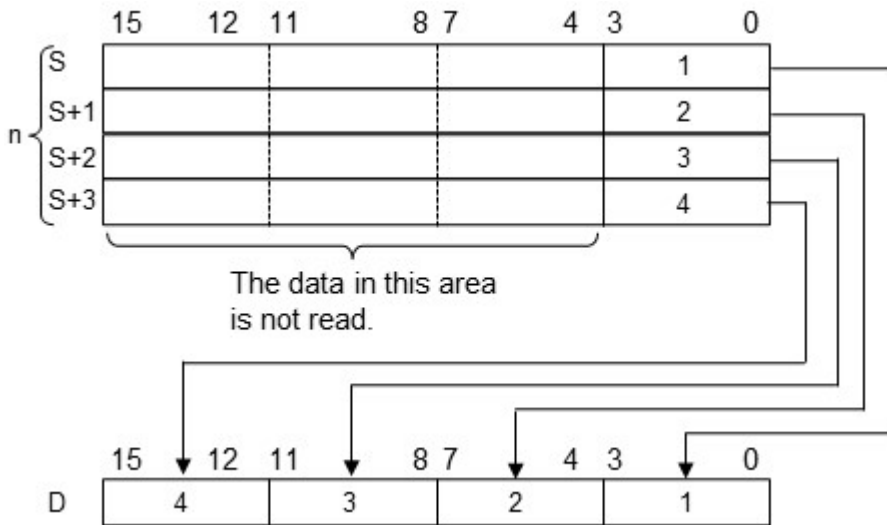 15 12 11 8 7 4 3 0
S 1
S+1 2
n S+2 3
S+3 4
The data in this area
is not read.
15 12 11 8 7 4 3 0
D 4 3 2 1